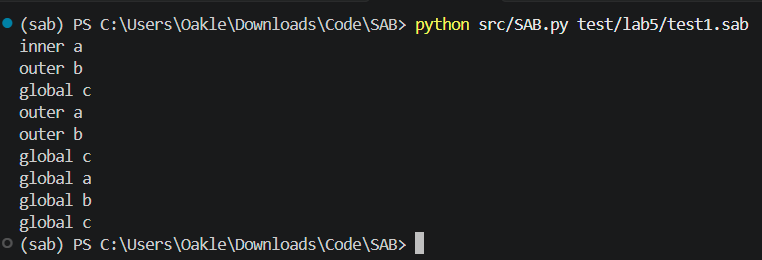 (sab) PS C:\Users\Oakle\Downloads\Code\SAB> python src/SAB.py test/lab5/test1.sab
inner a
outer b
global c
outer a
outer b
global c
global a
global b
global c
(sab) PS C:\Users\Oakle\Downloads\Code\SAB>